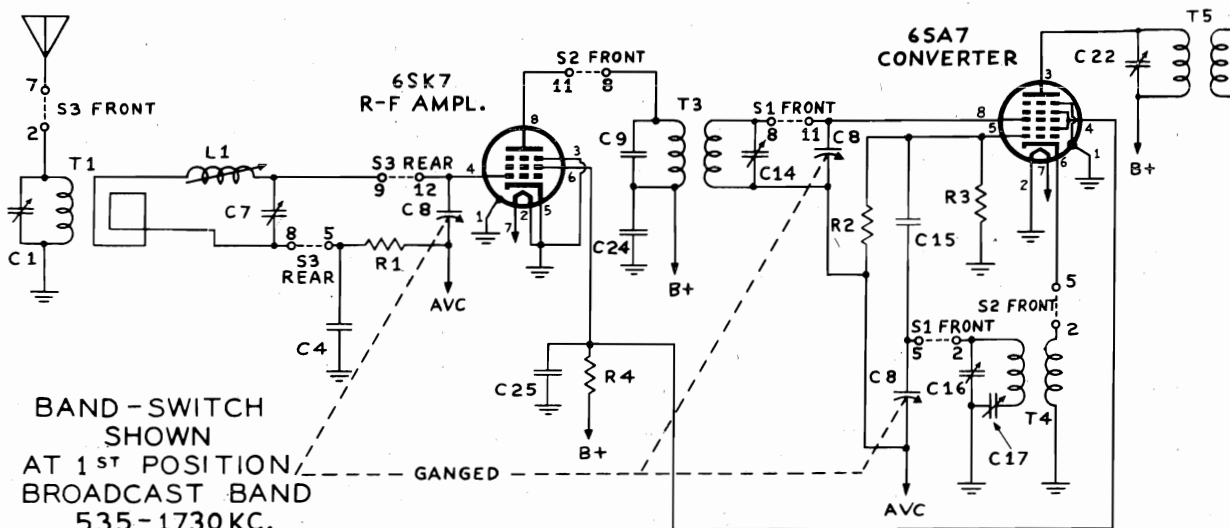 T5
6SA7
CONVERTER
C22
3
7
S3 FRONT
2
S2 FRONT
11 8
6SK7
R-F AMPL.
8
T3
S1 FRONT
8 11
C8
8
5
4
6
1
2
7
B+
T1
L1
S3 REAR
9 12
4
3
6
C9
C14
C1
C7
C8
1
7
2
5
R2
C15
R3
8 5
S3
REAR
R1
C24
B+
AVC
5
S2 FRONT
2
C4
S1 FRONT
5 2
C25
R4
C8
C16
T4
C17
B+
AVC
BAND-SWITCH
SHOWN
AT 1ST POSITION
BROADCAST BAND
535-1730 KC.
GANGED